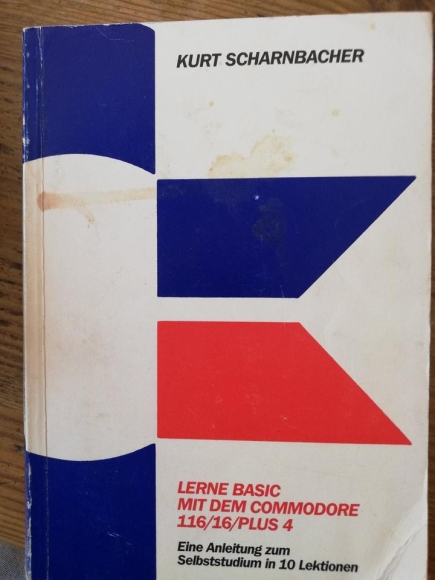 KURT SCHARNBACHER
LERNE BASIC
MIT DEM COMMODORE
116/16/PLUS 4
Eine Anleitung zum
Selbststudium in 10 Lektionen